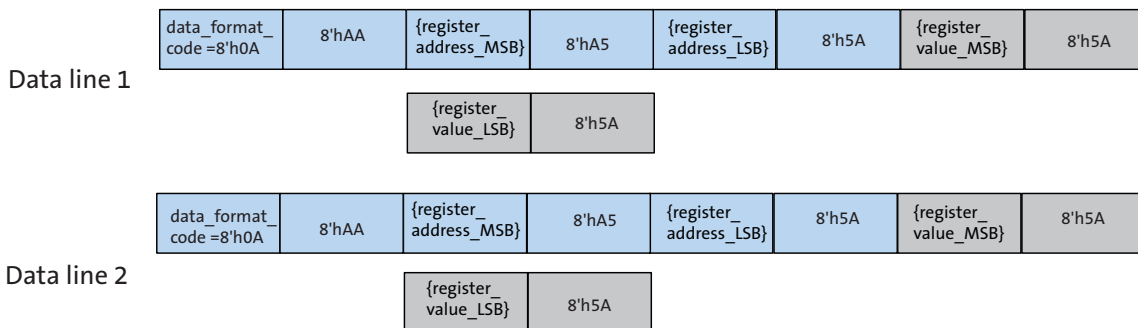 data_format_ code =8'h0A 8'hAA {register_ address_MSB} 8'hA5 {register_ address_LSB} 8'h5A {register_ value_MSB} 8'h5A
Data line 1
{register_ value_LSB} 8'h5A
data_format_ code =8'h0A 8'hAA {register_ address_MSB} 8'hA5 {register_ address_LSB} 8'h5A {register_ value_MSB} 8'h5A
Data line 2
{register_ value_LSB} 8'h5A